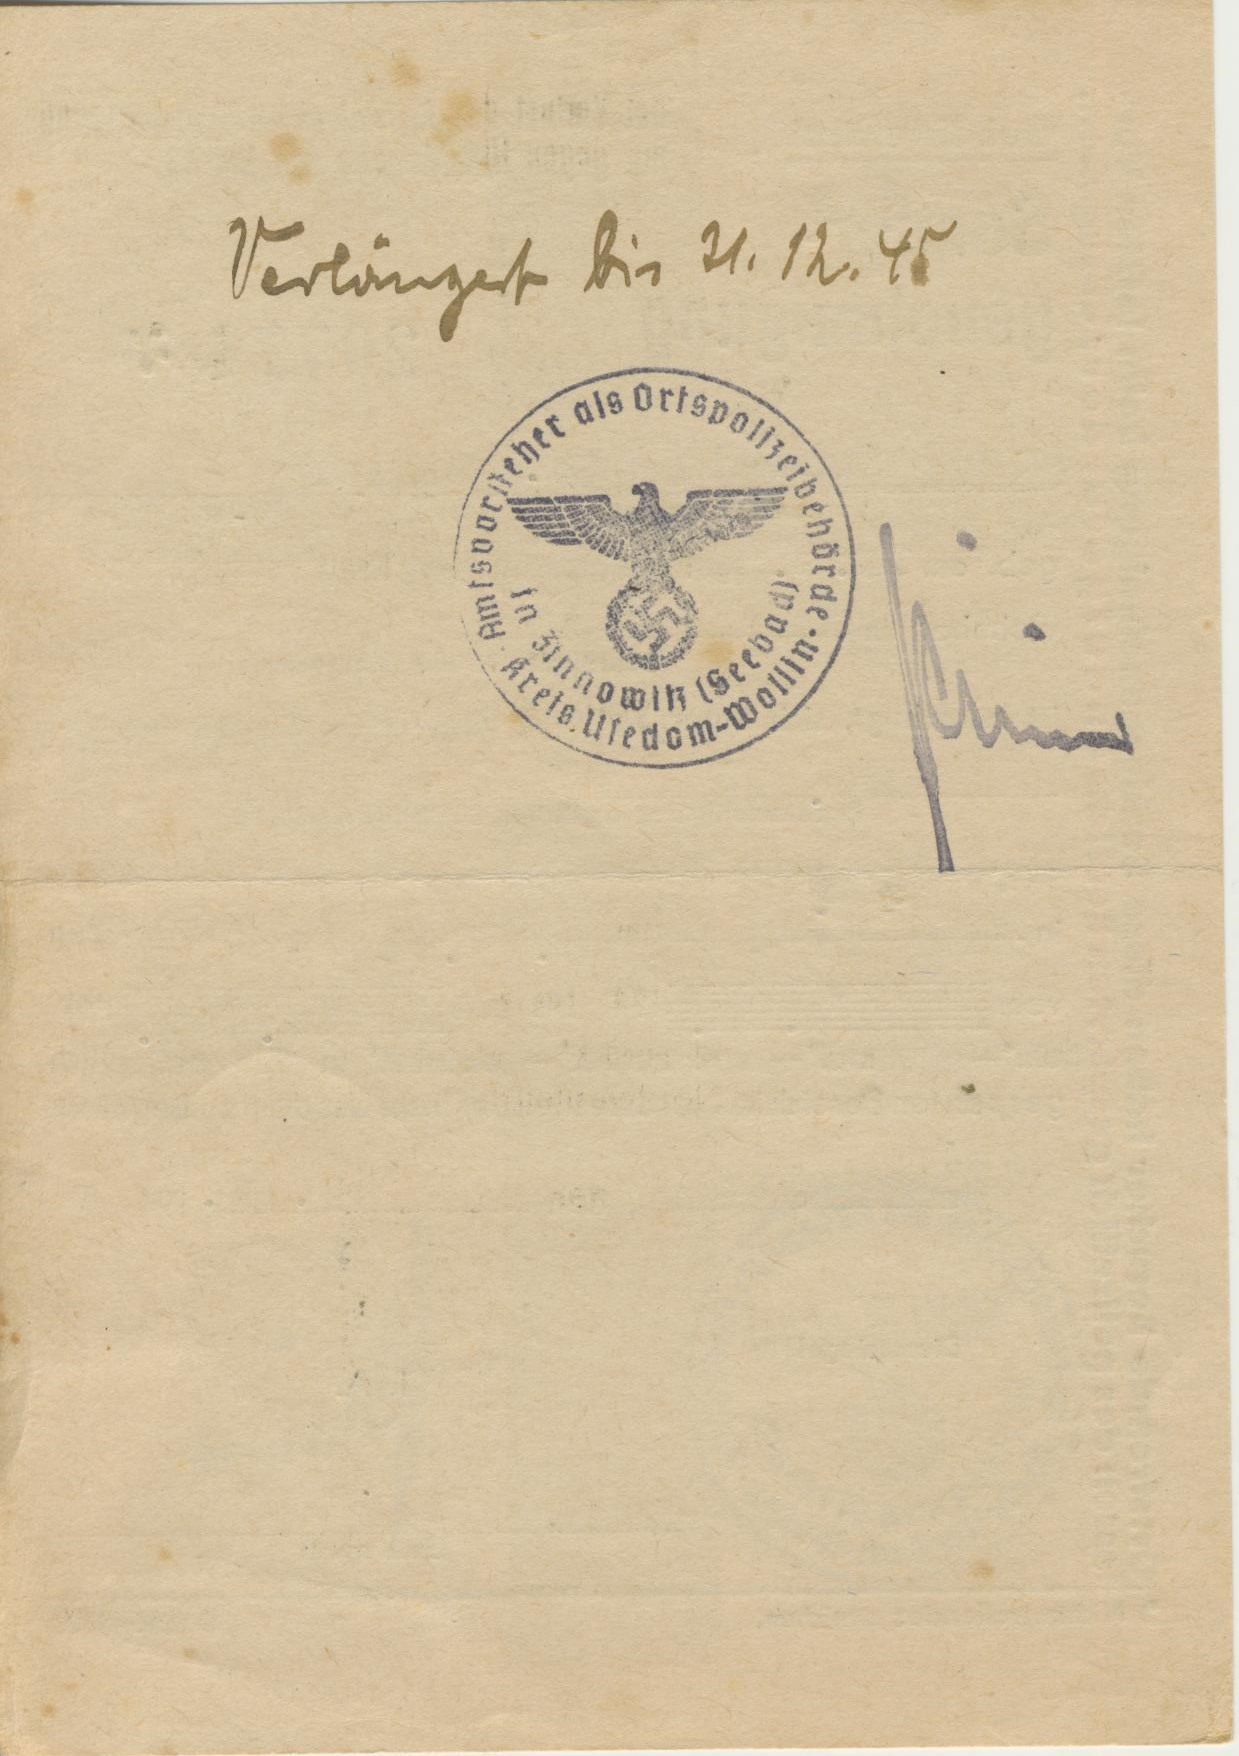 Verlängert bis 31. 12. 45
Amtsvorsteher als Ortspolizeibehörde
in Zinnowitz (Seebad)
Kreis Usedom-Wollin